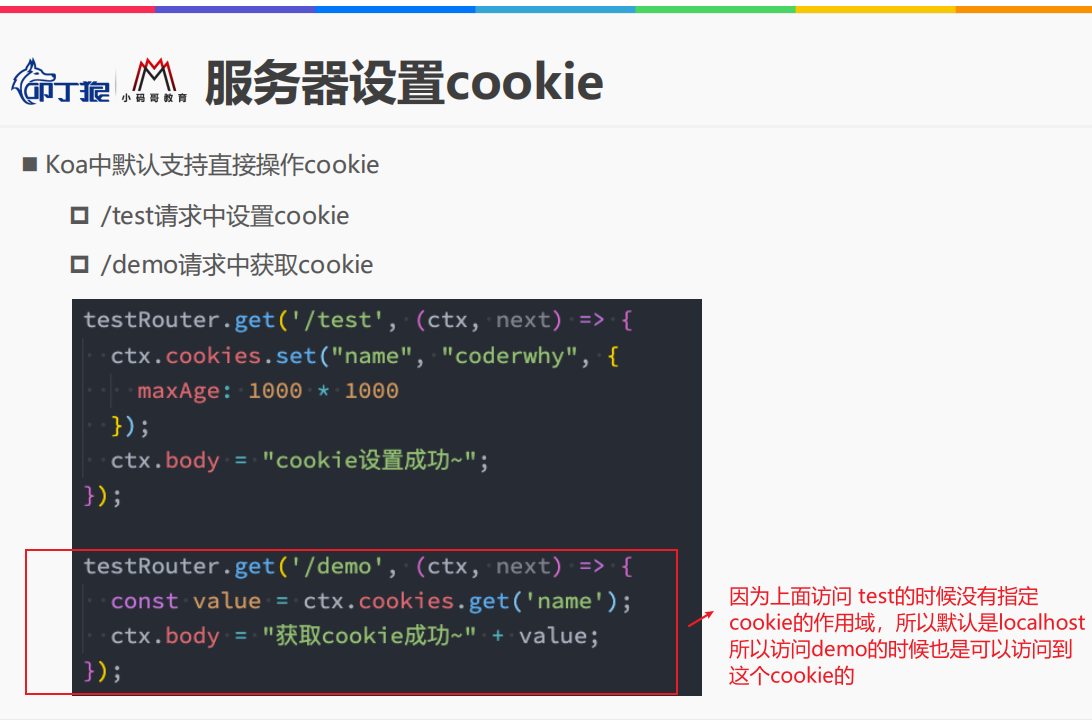 叩丁狼 小码哥教育 服务器设置cookie
Koa中默认支持直接操作cookie
/test请求中设置cookie
/demo请求中获取cookie
testRouter.get('/test', (ctx, next) => {
ctx.cookies.set("name", "coderwhy", {
maxAge: 1000 * 1000
});
ctx.body = "cookie设置成功~";
});
testRouter.get('/demo', (ctx, next) => {
const value = ctx.cookies.get('name');
ctx.body = "获取cookie成功~" + value;
});
因为上面访问 test的时候没有指定
cookie的作用域，所以默认是localhost
所以访问demo的时候也是可以访问到
这个cookie的